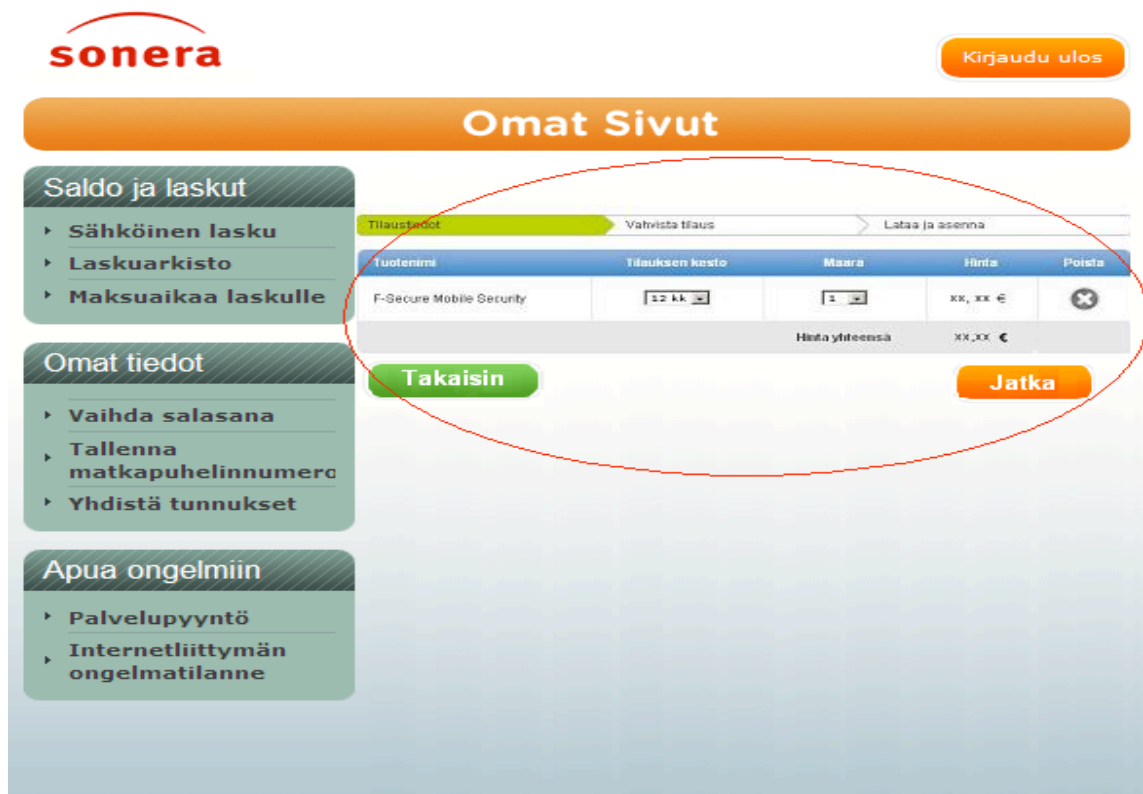 sonera
Kirjaudu ulos
Omat Sivut
Saldo ja laskut
Sähköinen lasku
Laskuarkisto
Maksuaikaa laskulle
Omat tiedot
Vaihda salasana
Tallenna
matkapuhelinnumero
Yhdistä tunnukset
Apua ongelmiin
Palvelupyyntö
Internetliittymän
ongelmatilanne
Tilaustiedot Vahvista tilaus Lataa ja asenna
Tuotenimi Tilauksen kesto Määrä Hinta Poista
F-Secure Mobile Security 12 kk 1 xx, xx €
Hinta yhteensä xx,xx €
Takaisin Jatka